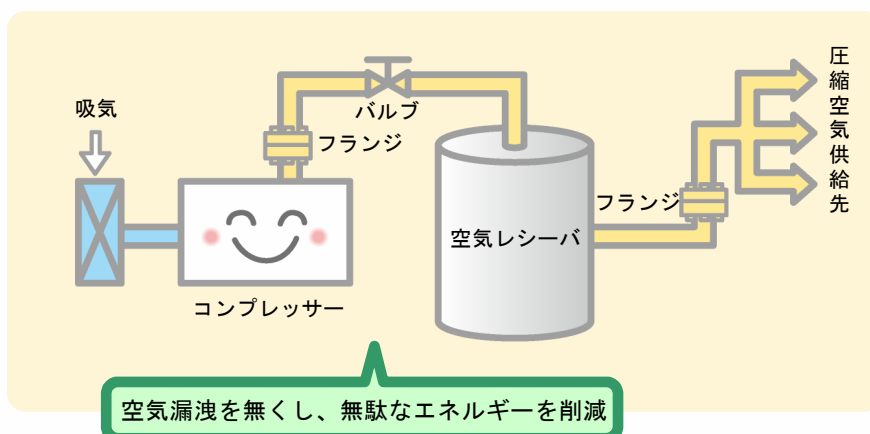 吸気
バルブ
フランジ
コンプレッサー
空気レシーバ
フランジ
圧縮空気供給先
空気漏洩を無くし、無駄なエネルギーを削減